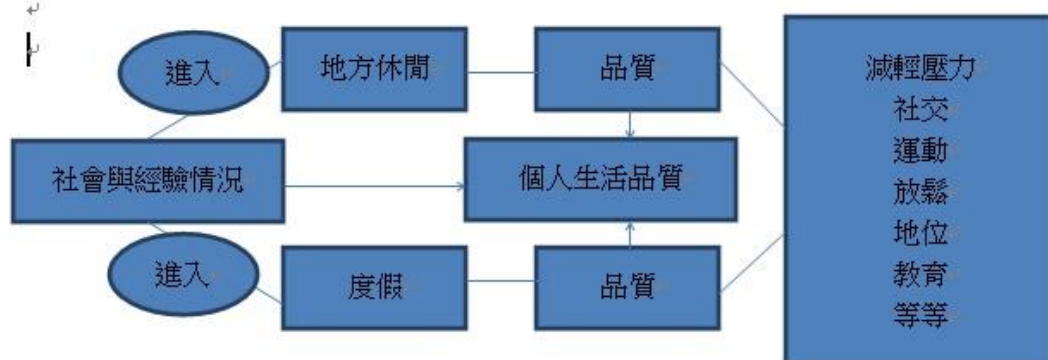 進入
地方休閒
品質
社會與經驗情况
個人生活品質
進入
度假
品質
減輕壓力
社交
運動
放鬆
地位
教育
等等